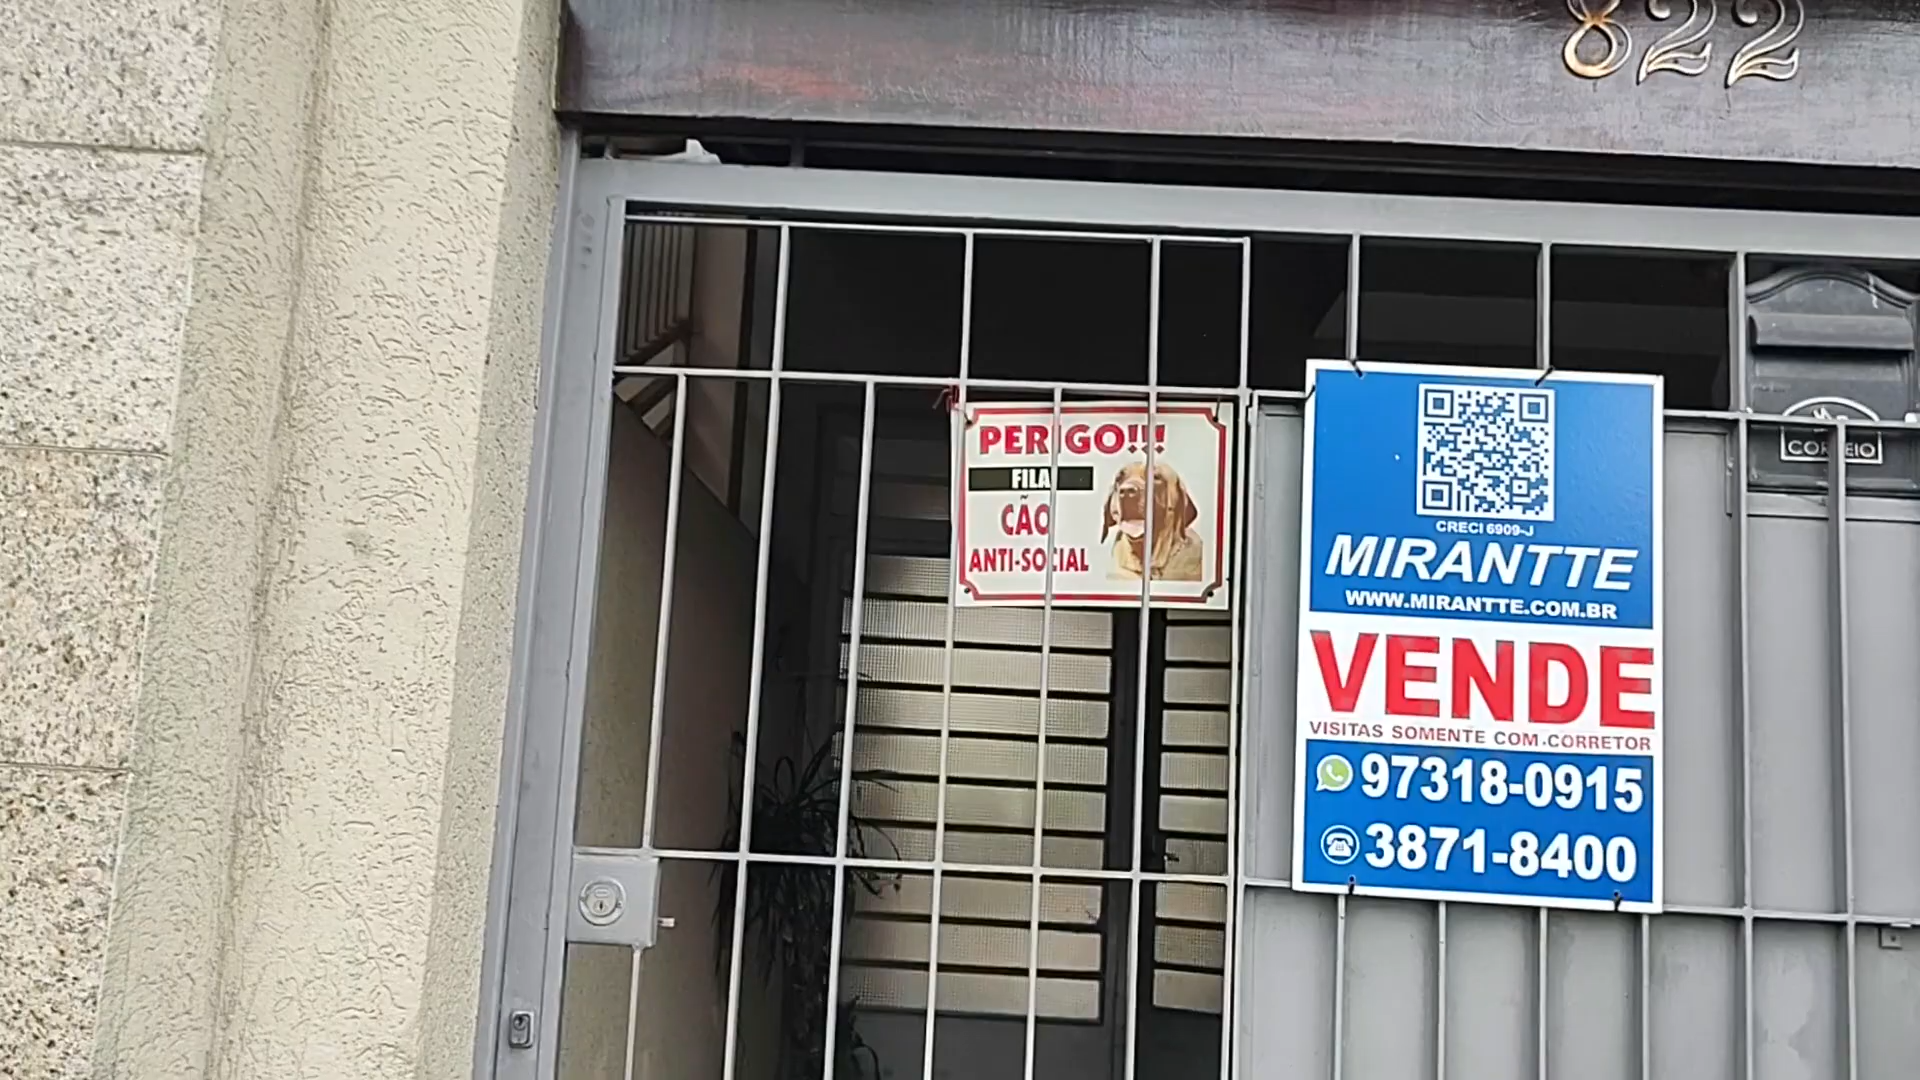 822
PERIGO!!!
FILA
CÃO
ANTI-SOCIAL
CRECI 6909-J
MIRANTTE
WWW.MIRANTTE.COM.BR
VENDE
VISITAS SOMENTE COM CORRETOR
97318-0915
3871-8400
CORREIO